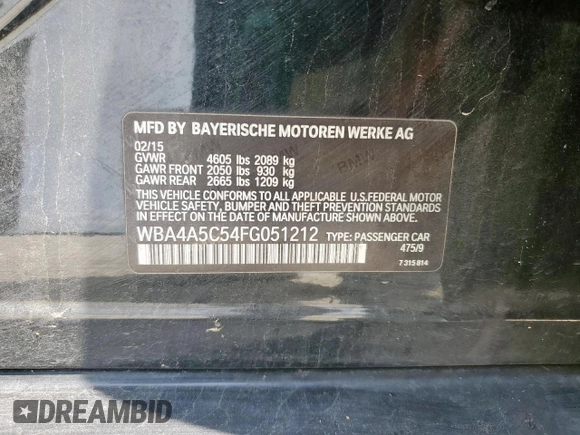 MFD BY BAYERISCHE MOTOREN WERKE AG
02/15
GVWR 4605 lbs 2089 kg
GAWR FRONT 2050 lbs 930 kg
GAWR REAR 2665 lbs 1209 kg
THIS VEHICLE CONFORMS TO ALL APPLICABLE U.S.FEDERAL MOTOR
VEHICLE SAFETY, BUMPER, AND THEFT PREVENTION STANDARDS
IN EFFECT ON THE DATE OF MANUFACTURE SHOWN ABOVE.
WBA4A5C54FG051212 TYPE: PASSENGER CAR
475/9
7 315 814
DREAMBID